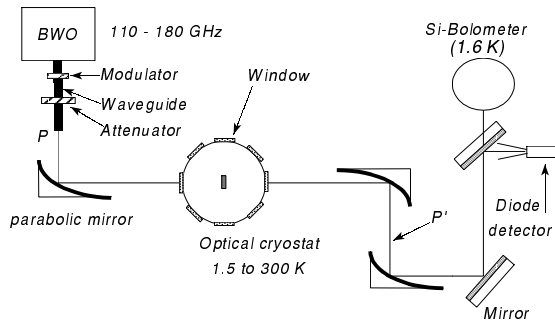 BWO
110 - 180 GHz
Modulator
Waveguide
Attenuator
P
parabolic mirror
Window
Optical cryostat
1.5 to 300 K
P'
Si-Bolometer
(1.6 K)
Diode
detector
Mirror